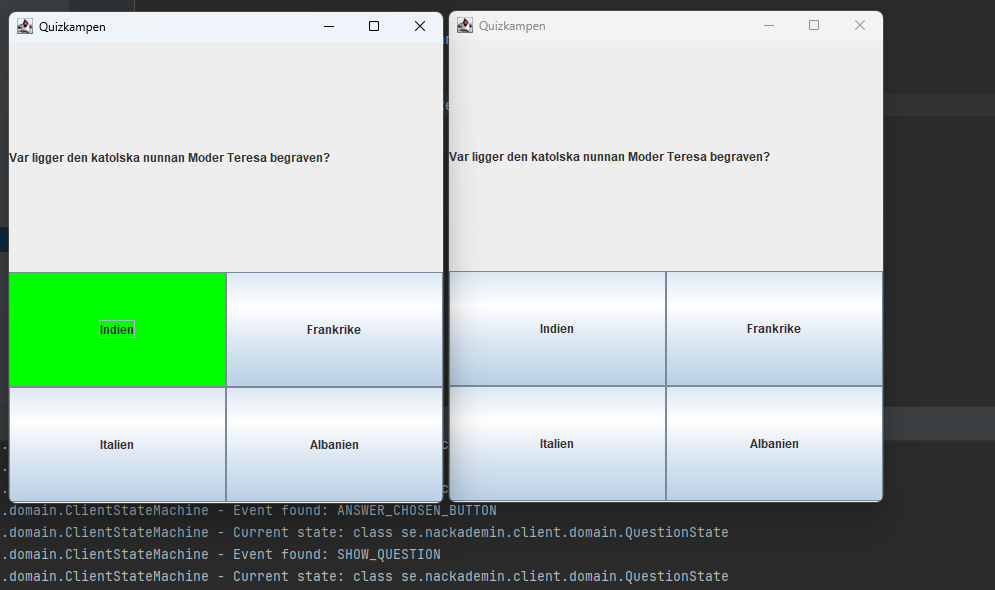 Quizkampen
Quizkampen
Var ligger den katolska nunnan Moder Teresa begraven?
Var ligger den katolska nunnan Moder Teresa begraven?
Indien
Frankrike
Indien
Frankrike
Italien
Albanien
Italien
Albanien
.domain.ClientStateMachine - Event found: ANSWER_CHOSEN_BUTTON
.domain.ClientStateMachine - Current state: class se.nackademin.client.domain.QuestionState
.domain.ClientStateMachine - Event found: SHOW_QUESTION
.domain.ClientStateMachine - Current state: class se.nackademin.client.domain.QuestionState